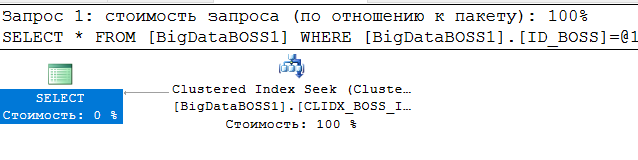 Запрос 1: стоимость запроса (по отношению к пакету): 100%
SELECT * FROM [BigDataBOSS1] WHERE [BigDataBOSS1].[ID_BOSS]=@1
SELECT
Стоимость: 0 %
Clustered Index Seek (Cluste…
[BigDataBOSS1].[CLIDX_BOSS_I…
Стоимость: 100 %